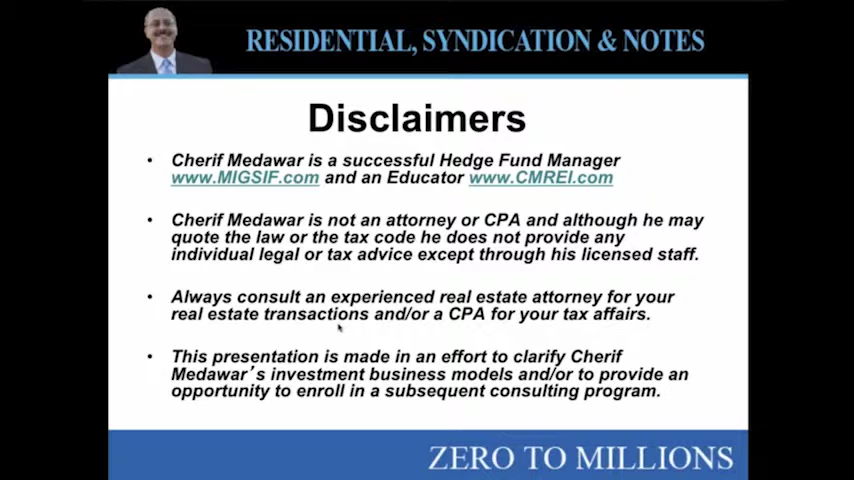 RESIDENTIAL, SYNDICATION & NOTES
Disclaimers
• Cherif Medawar is a successful Hedge Fund Manager
www.MIGSIF.com and an Educator www.CMREI.com
• Cherif Medawar is not an attorney or CPA and although he may
quote the law or the tax code he does not provide any
individual legal or tax advice except through his licensed staff.
• Always consult an experienced real estate attorney for your
real estate transactions and/or a CPA for your tax affairs.
• This presentation is made in an effort to clarify Cherif
Medawar’s investment business models and/or to provide an
opportunity to enroll in a subsequent consulting program.
ZERO TO MILLIONS